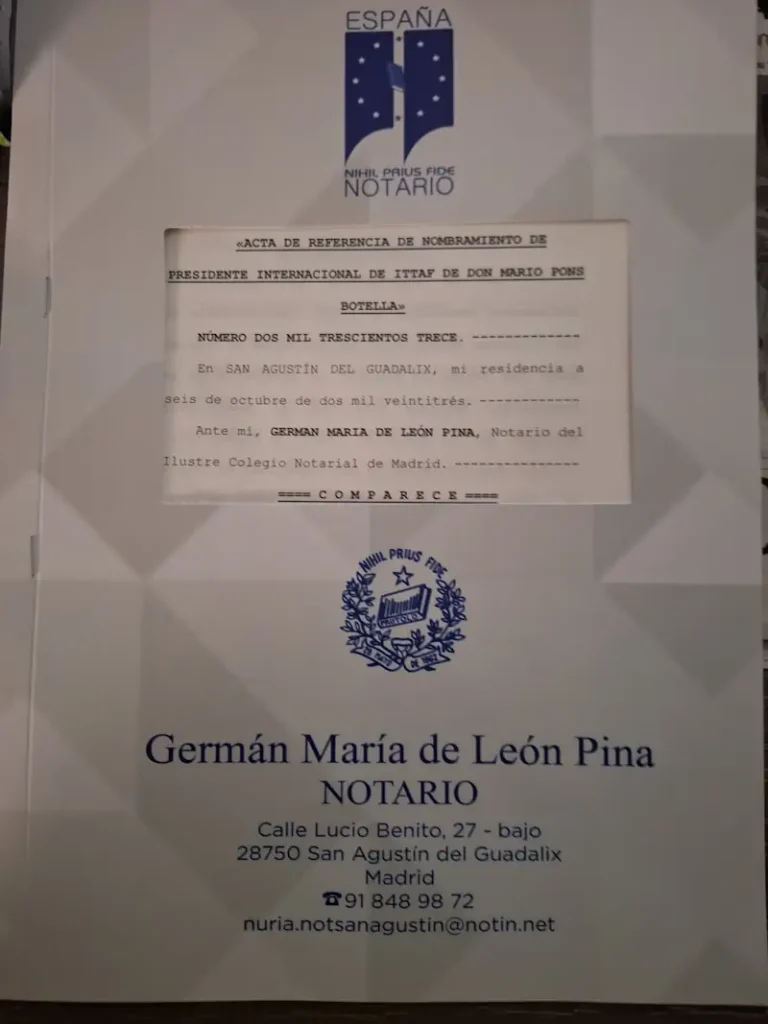 ESPAÑA
NIHIL PRIUS FIDE
NOTARIO
«ACTA DE REFERENCIA DE NOMBRAMIENTO DE
PRESIDENTE INTERNACIONAL DE ITTAF DE DON MARIO PONS
BOTELLA»
NÚMERO DOS MIL TRESCIENTOS TRECE. ------------
En SAN AGUSTÍN DEL GUADALIX, mi residencia a
seis de octubre de dos mil veintitrés. ------------
Ante mí, GERMAN MARIA DE LEÓN PINA, Notario del
Ilustre Colegio Notarial de Madrid. ---------------
==== C O M P A R E C E ====
NIHIL PRIUS FIDE
DE 1862
Germán María de León Pina
NOTARIO
Calle Lucio Benito, 27 - bajo
28750 San Agustín del Guadalix
Madrid
☎91 848 98 72
nuria.notsanagustin@notin.net